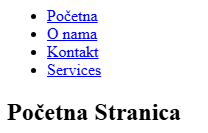 Početna
O nama
Kontakt
Services
Početna Stranica